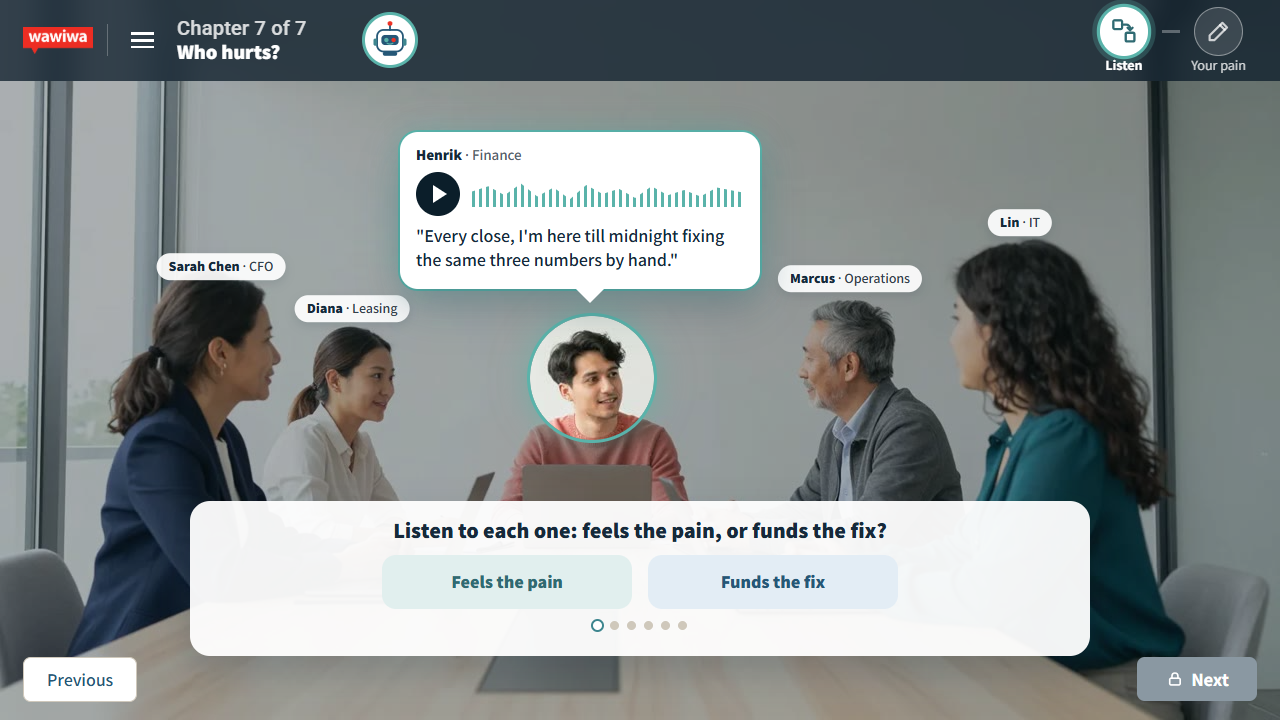 wawiwa
Chapter 7 of 7
Who hurts?
Listen
Your pain
Henrik · Finance
"Every close, I'm here till midnight fixing
the same three numbers by hand."
Sarah Chen · CFO
Diana · Leasing
Marcus · Operations
Lin · IT
Listen to each one: feels the pain, or funds the fix?
Feels the pain
Funds the fix
Previous
Next